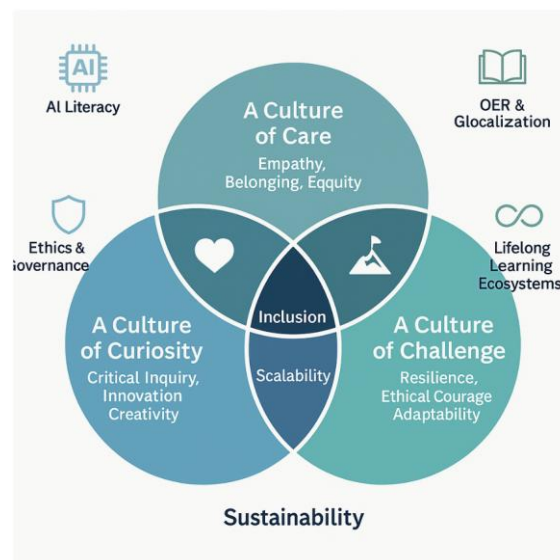 AI
AI Literacy
OER &
Glocalization
A Culture
of Care
Empathy,
Belonging, Eqquity
Ethics &
Governance
Lifelong
Learning
Ecosystems
Inclusion
A Culture
of Curiosity
Critical Inquiry,
Innovation
Creativity
Scalability
A Culture
of Challenge
Resilience,
Ethical Courage
Adaptability
Sustainability